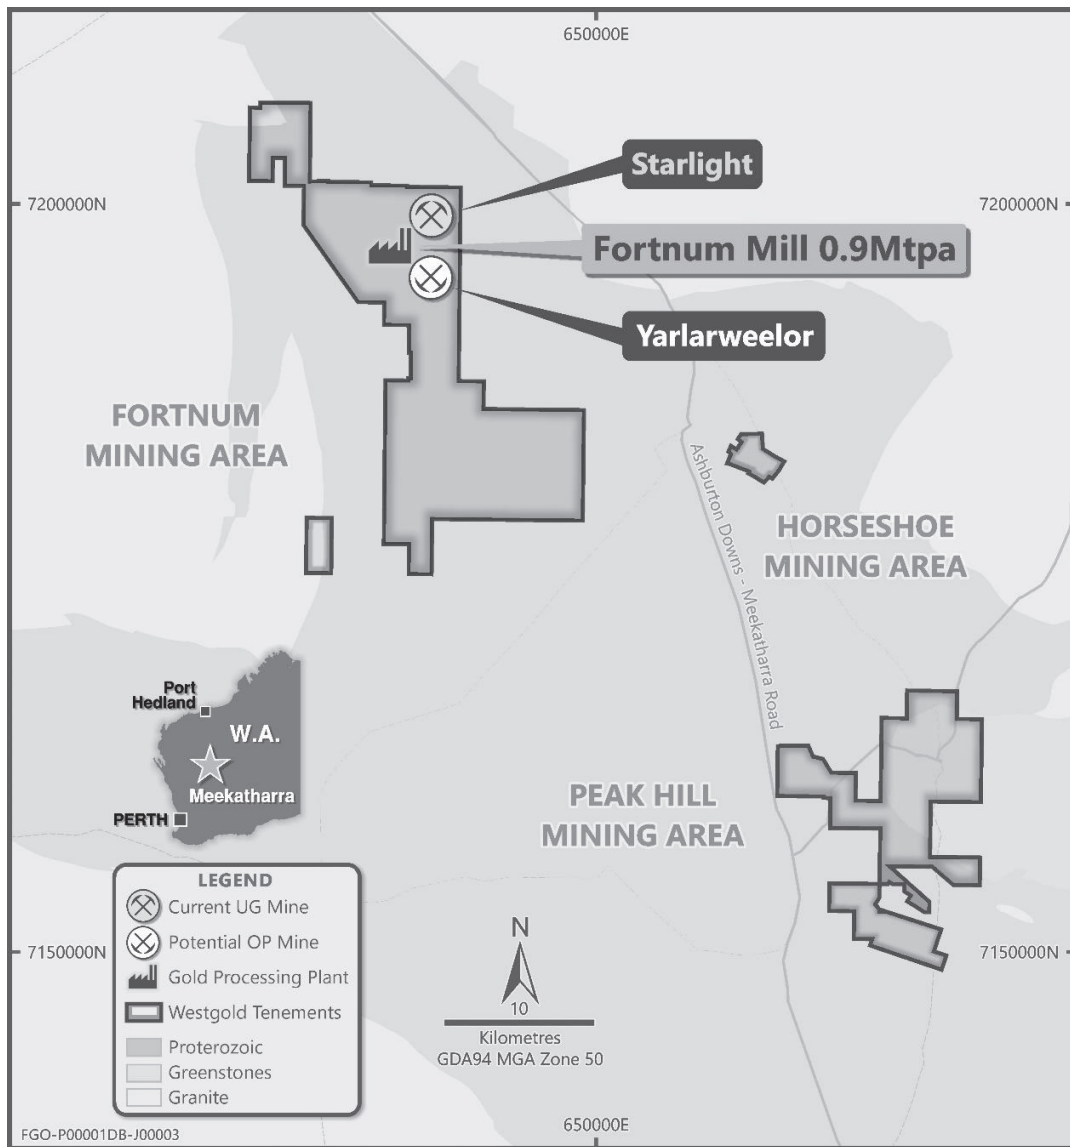 650000E
7200000N
7200000N
Starlight
Fortnum Mill 0.9Mtpa
Yarlarweelor
FORTNUM
MINING AREA
Ashburton Downs - Meekatharra Road
HORSESHOE
MINING AREA
Port
Hedland
W.A.
Meekatharra
PERTH
PEAK HILL
MINING AREA
LEGEND
Current UG Mine
Potential OP Mine
Gold Processing Plant
Westgold Tenements
Proterozoic
Greenstones
Granite
N
10
Kilometres
GDA94 MGA Zone 50
7150000N
7150000N
650000E
FGO-P00001DB-J00003